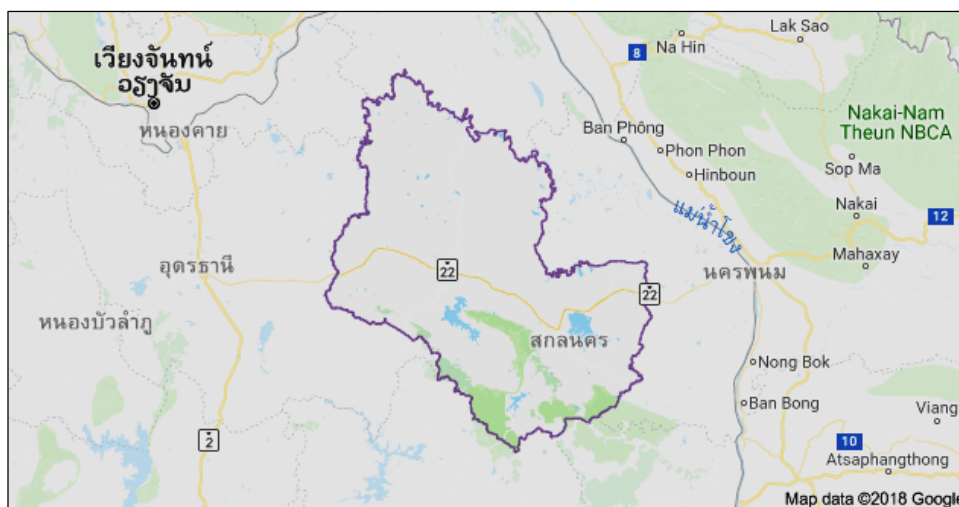 Lak Sao
Na Hin
8
เวียงจันทน์
ວຽງຈັນ
หนองคาย
Ban Phông
Nakai-Nam
Theun NBCA
Phon Phon
Sop Ma
Hinboun
Nakai
12
แม่น้ำโขง
Mahaxay
อุดรธานี
22
นครพนม
22
หนองบัวลำภู
สกลนคร
Nong Bok
Ban Bong
Viang
2
10
Atsaphangthong
Map data ©2018 Google